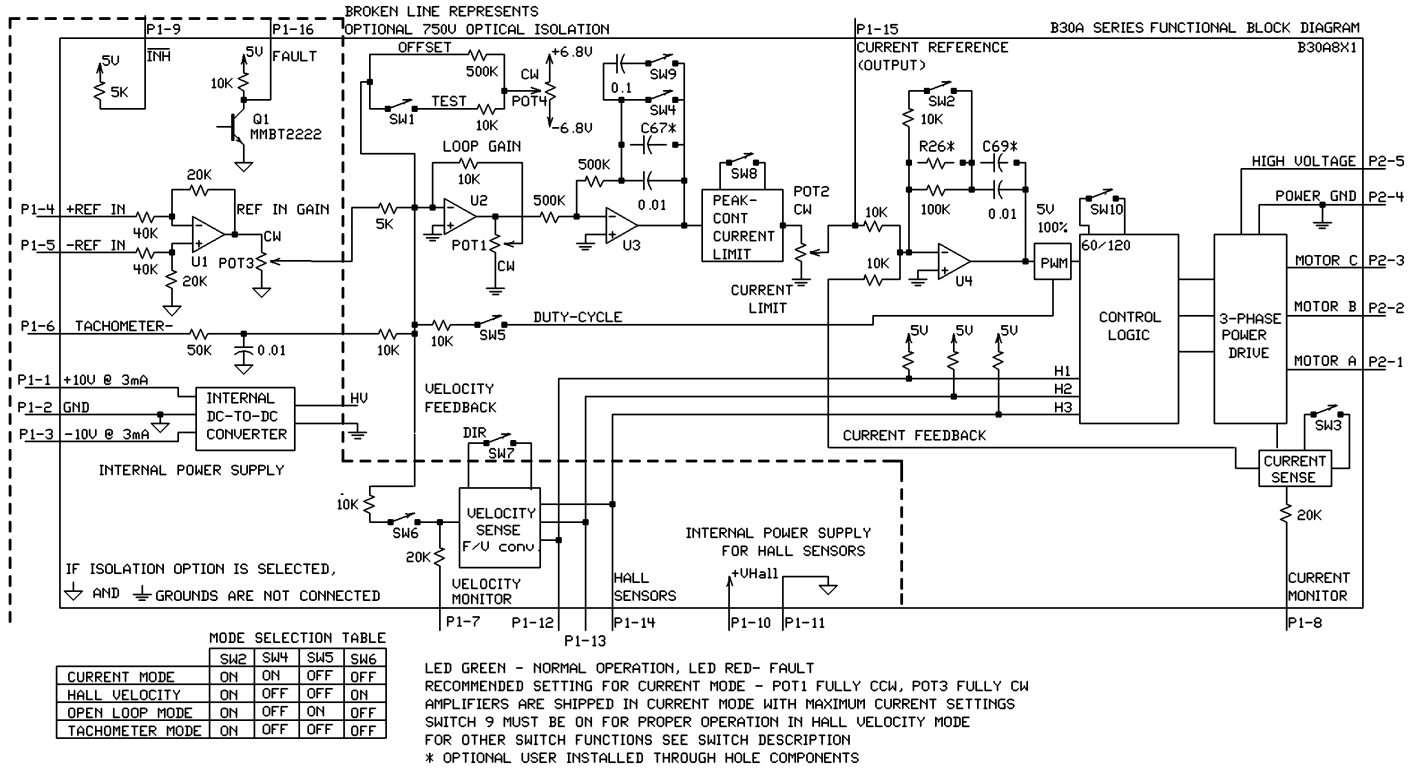 BROKEN LINE REPRESENTS
OPTIONAL 750V OPTICAL ISOLATION
B30A SERIES FUNCTIONAL BLOCK DIAGRAM
B30A8X1
P1-9
P1-16
P1-15
INH
FAULT
5V
5K
5V
10K
Q1
MMBT2222
OFFSET
500K
SW1
TEST
10K
CW
POT4
+6.8V
-6.8V
0.1
SW9
SW4
C67*
0.01
500K
CURRENT REFERENCE
(OUTPUT)
SW2
10K
R26*
100K
C69*
0.01
HIGH VOLTAGE
P2-5
POWER GND
P2-4
MOTOR C
P2-3
MOTOR B
P2-2
MOTOR A
P2-1
P1-4
+REF IN
40K
P1-5
-REF IN
40K
20K
20K
U1
REF IN GAIN
CW
POT3
5K
LOOP GAIN
10K
U2
POT1
CW
500K
U3
SW8
PEAK-
CONT
CURRENT
LIMIT
POT2
CW
CURRENT
LIMIT
10K
10K
U4
5V
100%
PWM
SW10
60/120
CONTROL
LOGIC
3-PHASE
POWER
DRIVE
P1-6
TACHOMETER-
50K
0.01
10K
10K
SW5
DUTY-CYCLE
5V
5V
5V
H1
H2
H3
P1-1
+10V @ 3mA
P1-2
GND
P1-3
-10V @ 3mA
INTERNAL
DC-TO-DC
CONVERTER
HV
INTERNAL POWER SUPPLY
VELOCITY
FEEDBACK
DIR
SW7
CURRENT FEEDBACK
SW3
CURRENT
SENSE
20K
10K
SW6
20K
VELOCITY
SENSE
F/V conv.
VELOCITY
MONITOR
HALL
SENSORS
INTERNAL POWER SUPPLY
FOR HALL SENSORS
+VHall
CURRENT
MONITOR
IF ISOLATION OPTION IS SELECTED,
AND GROUNDS ARE NOT CONNECTED
P1-7
P1-12
P1-13
P1-14
P1-10
P1-11
P1-8
MODE SELECTION TABLE
SW2 SW4 SW5 SW6
CURRENT MODE ON ON OFF OFF
HALL VELOCITY ON OFF OFF ON
OPEN LOOP MODE ON OFF ON OFF
TACHOMETER MODE ON OFF OFF OFF
LED GREEN - NORMAL OPERATION, LED RED- FAULT
RECOMMENDED SETTING FOR CURRENT MODE - POT1 FULLY CCW, POT3 FULLY CW
AMPLIFIERS ARE SHIPPED IN CURRENT MODE WITH MAXIMUM CURRENT SETTINGS
SWITCH 9 MUST BE ON FOR PROPER OPERATION IN HALL VELOCITY MODE
FOR OTHER SWITCH FUNCTIONS SEE SWITCH DESCRIPTION
* OPTIONAL USER INSTALLED THROUGH HOLE COMPONENTS